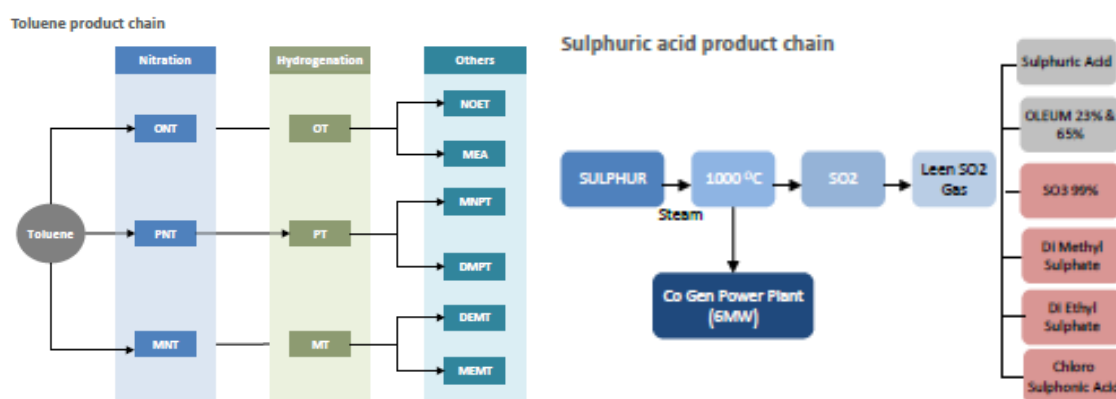 Toluene product chain
Nitration
Hydrogenation
Others
Toluene
ONT
OT
NOET
MEA
PNT
PT
MNPT
DMPT
MNT
MT
DEMT
MEMT
Sulphuric acid product chain
SULPHUR
Steam
1000 ⁰C
SO2
Leen SO2
Gas
Co Gen Power Plant
(6MW)
Sulphuric Acid
OLEUM 23% &
65%
SO3 99%
Di Methyl
Sulphate
Di Ethyl
Sulphate
Chloro
Sulphonic Acid